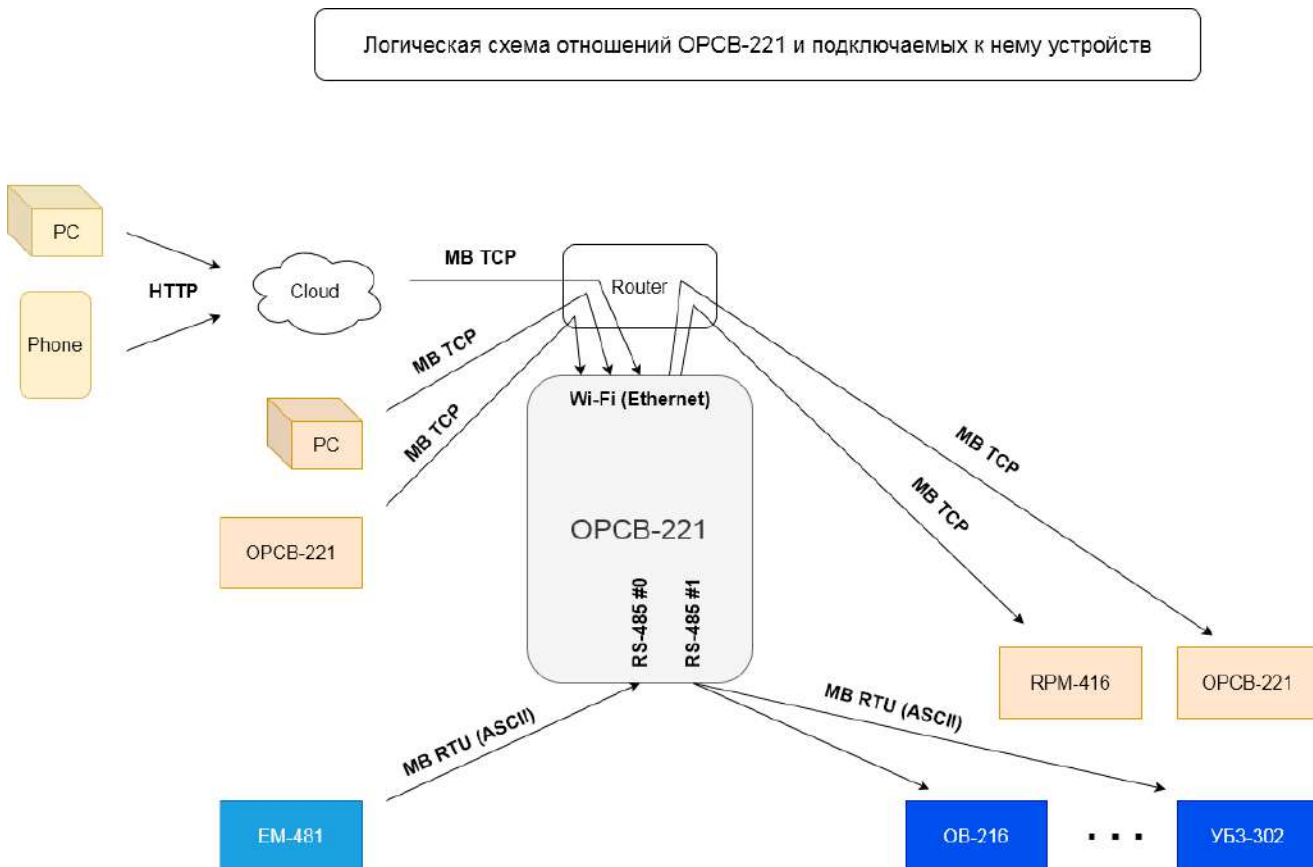 Логическая схема отношений OPCB-221 и подключаемых к нему устройств
PC
Phone
HTTP
Cloud
MB TCP
Router
MB TCP
MB TCP
PC
OPCB-221
Wi-Fi (Ethernet)
OPCB-221
RS-485 #0
RS-485 #1
MB TCP
MB TCP
RPM-416
OPCB-221
MB RTU (ASCII)
MB RTU (ASCII)
EM-481
ОВ-216
...
УБЗ-302